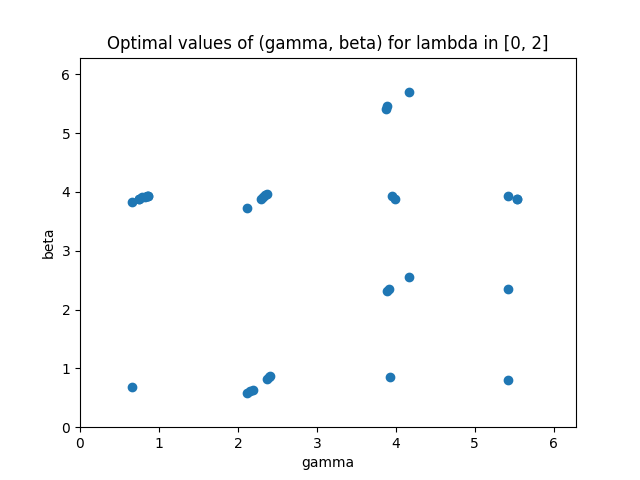 Optimal values of (gamma, beta) for lambda in [0, 2]
6
5
4
3
2
1
0
beta
0 1 2 3 4 5 6
gamma